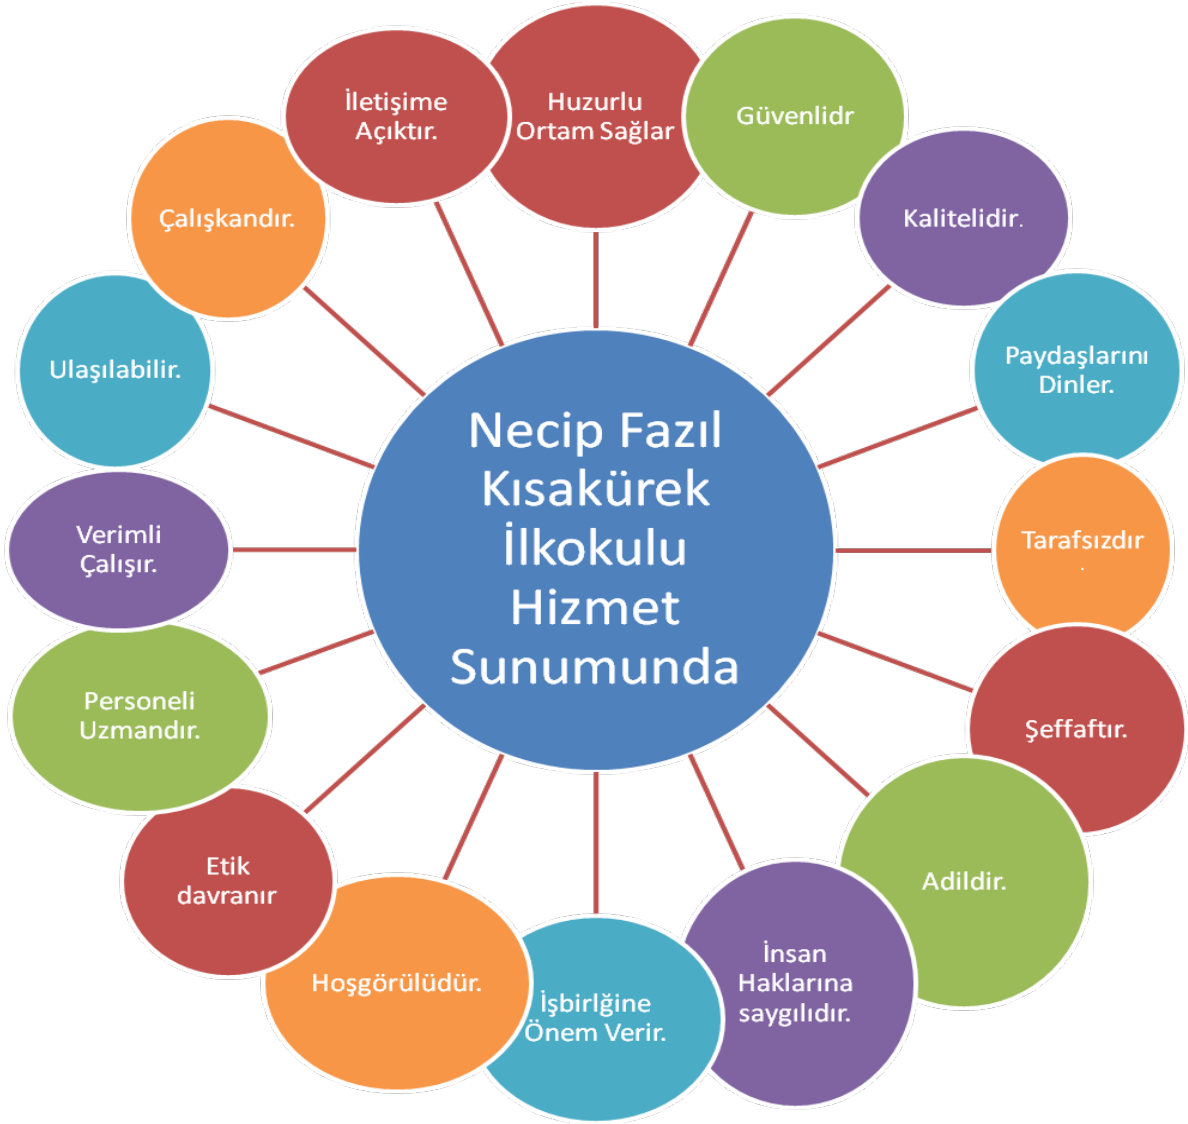 Necip Fazıl
Kısakürek
İlkokulu
Hizmet
Sunumunda
Huzurlu
Ortam Sağlar
Güvenlidr
Kalitelidir.
Paydaşlarını
Dinler.
Tarafsızdır
.
Şeffaftır.
Adildir.
İnsan
Haklarına
saygılıdır.
İşbirlğine
Önem Verir.
Hoşgörülüdür.
Etik
davranır
Personeli
Uzmandır.
Verimli
Çalışır.
Ulaşılabilir.
Çalışkandır.
İletişime
Açıktır.